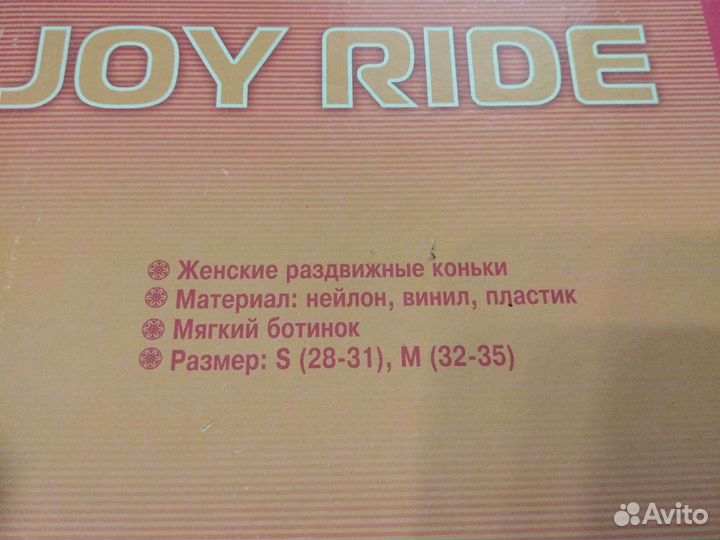 JOY RIDE
Женские раздвижные коньки
Материал: нейлон, винил, пластик
Мягкий ботинок
Размер: S (28-31), M (32-35)
Avito